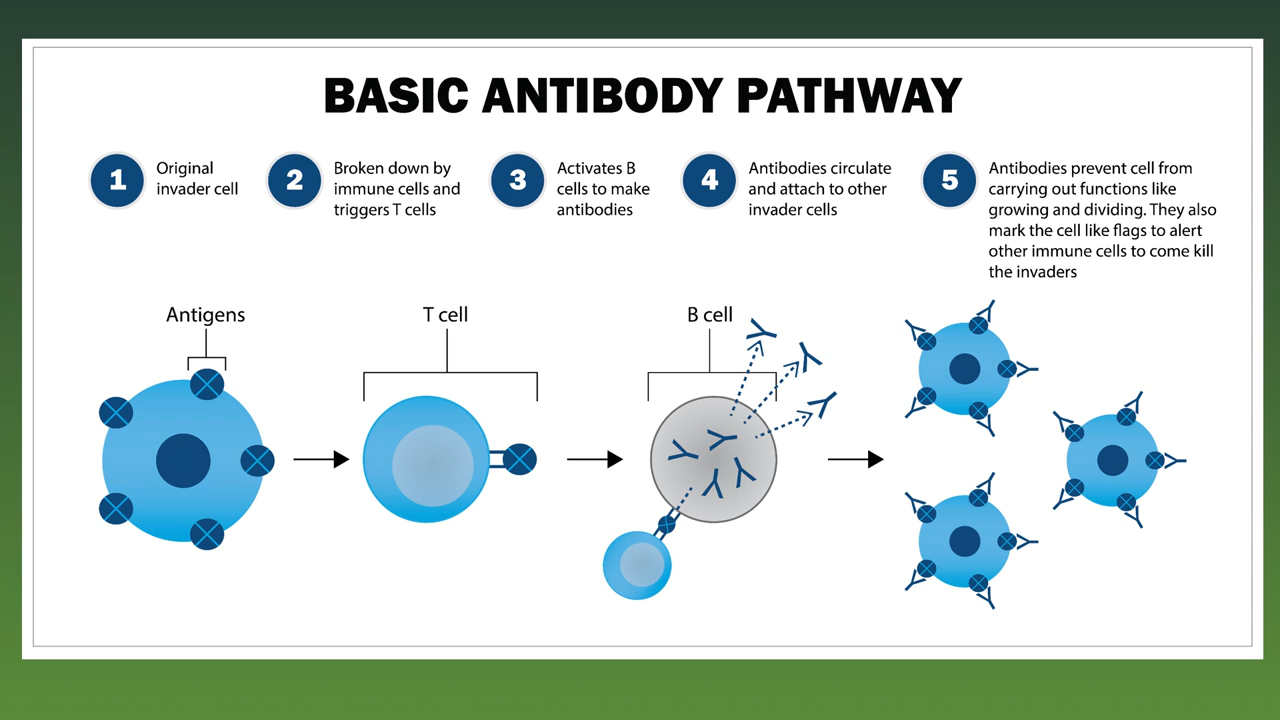 BASIC ANTIBODY PATHWAY
1
Original
invader cell
2
Broken down by
immune cells and
triggers T cells
3
Activates B
cells to make
antibodies
4
Antibodies circulate
and attach to other
invader cells
5
Antibodies prevent cell from
carrying out functions like
growing and dividing. They also
mark the cell like flags to alert
other immune cells to come kill
the invaders
Antigens
T cell
B cell